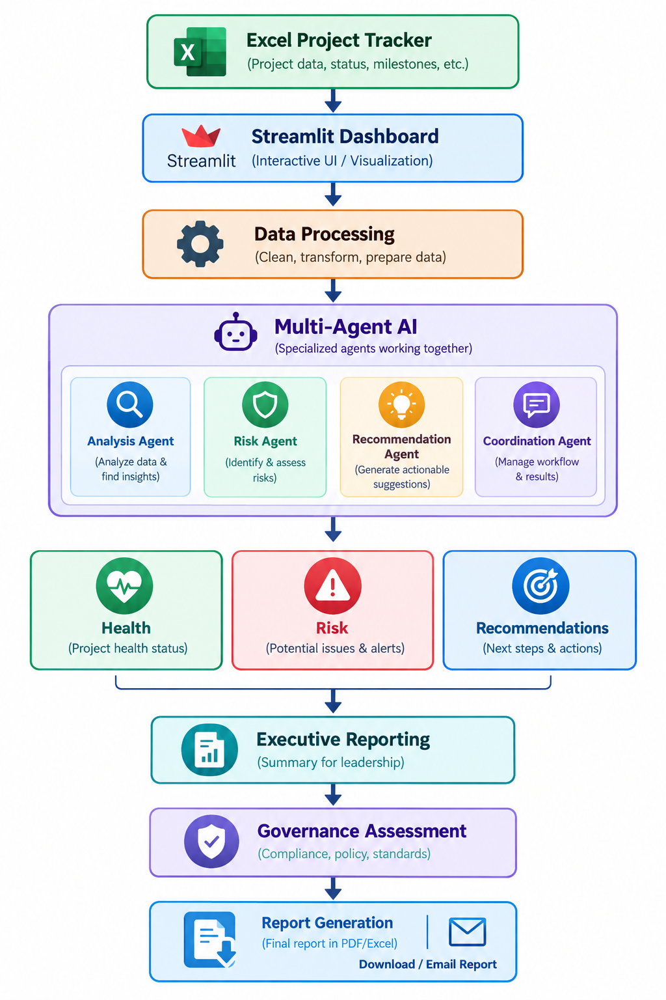 X
Excel Project Tracker
(Project data, status, milestones, etc.)
Streamlit
Streamlit Dashboard
(Interactive UI / Visualization)
Data Processing
(Clean, transform, prepare data)
Multi-Agent AI
(Specialized agents working together)
Analysis Agent
(Analyze data &
find insights)
Risk Agent
(Identify & assess
risks)
Recommendation
Agent
(Generate actionable
suggestions)
Coordination Agent
(Manage workflow
& results)
Health
(Project health status)
Risk
(Potential issues & alerts)
Recommendations
(Next steps & actions)
Executive Reporting
(Summary for leadership)
Governance Assessment
(Compliance, policy, standards)
Report Generation
(Final report in PDF/Excel)
Download / Email Report